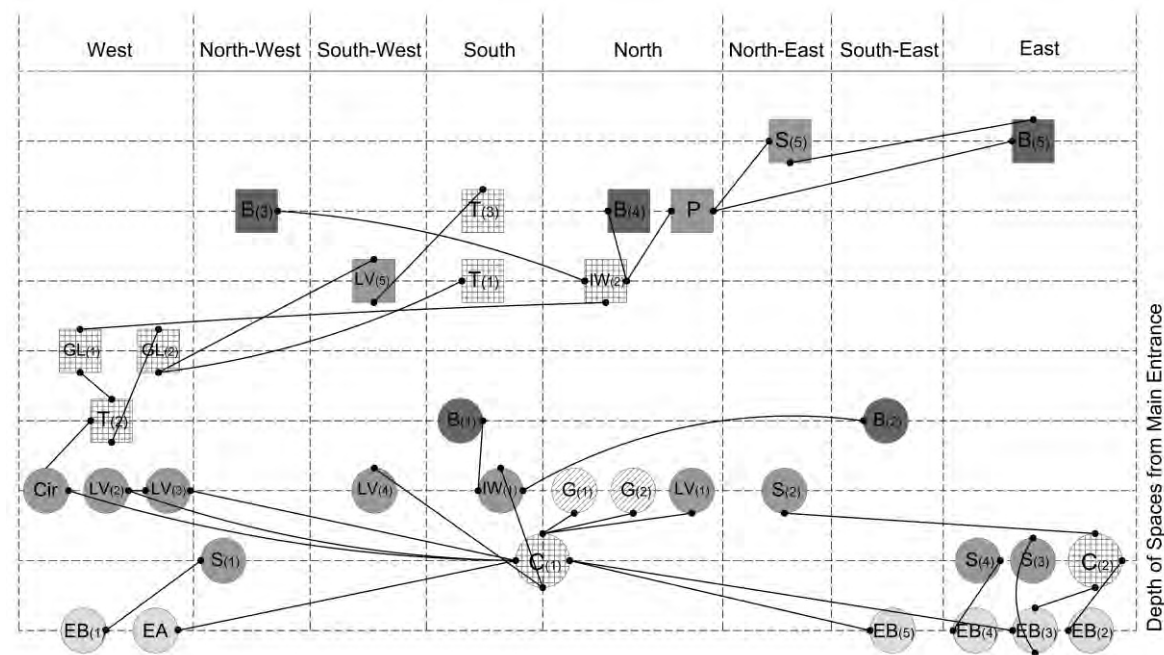 West North-West South-West South North North-East South-East East
S(5) B(5)
B(3) T(3) B(4) P
LV(5) T(1) IW(2)
GL(1) GL(2)
T(2) B(1) B(2)
Cir LV(2) LV(3) LV(4) IW(1) G(1) G(2) LV(1) S(2)
S(1) C(1) S(4) S(3) C(2)
EB(1) EA EB(5) EB(4) EB(3) EB(2)
Depth of Spaces from Main Entrance